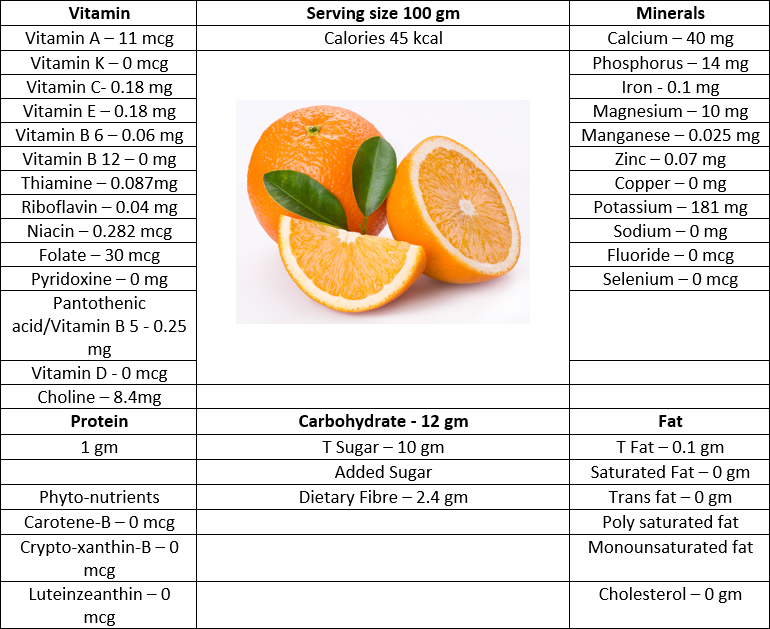 Vitamin
Serving size 100 gm
Minerals
Vitamin A – 11 mcg
Calories 45 kcal
Calcium – 40 mg
Vitamin K – 0 mcg
Phosphorus – 14 mg
Vitamin C- 0.18 mg
Iron - 0.1 mg
Vitamin E – 0.18 mg
Magnesium – 10 mg
Vitamin B 6 – 0.06 mg
Manganese – 0.025 mg
Vitamin B 12 – 0 mg
Zinc – 0.07 mg
Thiamine – 0.087mg
Copper – 0 mg
Riboflavin – 0.04 mg
Potassium – 181 mg
Niacin – 0.282 mcg
Sodium – 0 mg
Folate – 30 mcg
Fluoride – 0 mcg
Pyridoxine – 0 mg
Selenium – 0 mcg
Pantothenic
acid/Vitamin B 5 - 0.25
mg
Vitamin D - 0 mcg
Choline – 8.4mg
Protein
Carbohydrate - 12 gm
Fat
1 gm
T Sugar – 10 gm
T Fat – 0.1 gm
Added Sugar
Saturated Fat – 0 gm
Phyto-nutrients
Dietary Fibre – 2.4 gm
Trans fat – 0 gm
Carotene-B – 0 mcg
Poly saturated fat
Crypto-xanthin-B – 0
mcg
Monounsaturated fat
Luteinzeanthin – 0
mcg
Cholesterol – 0 gm